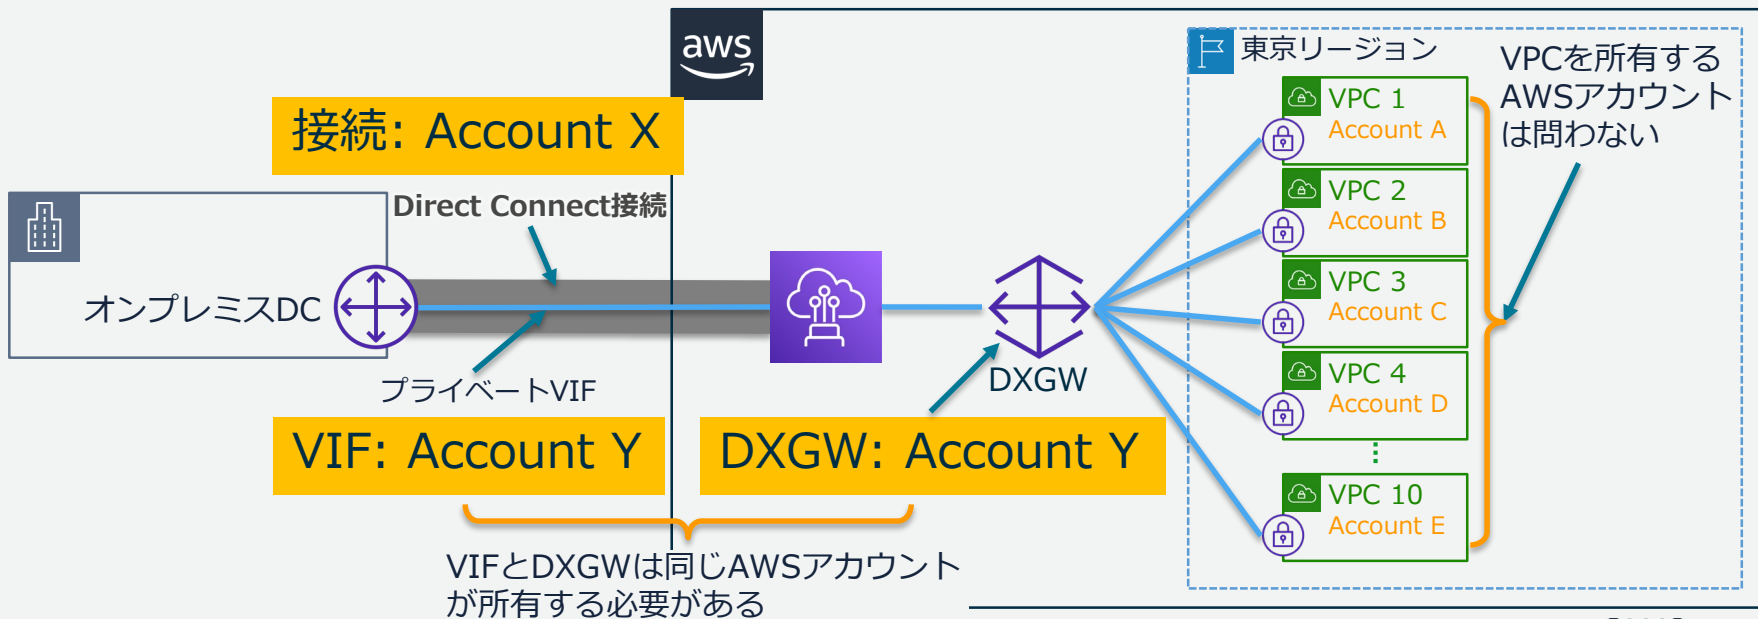 aws
東京リージョン
VPCを所有する
AWSアカウント
は問わない
接続: Account X
Direct Connect接続
オンプレミスDC
プライベートVIF
VIF: Account Y
DXGW
DXGW: Account Y
VIFとDXGWは同じAWSアカウント
が所有する必要がある
VPC 1
Account A
VPC 2
Account B
VPC 3
Account C
VPC 4
Account D
VPC 10
Account E